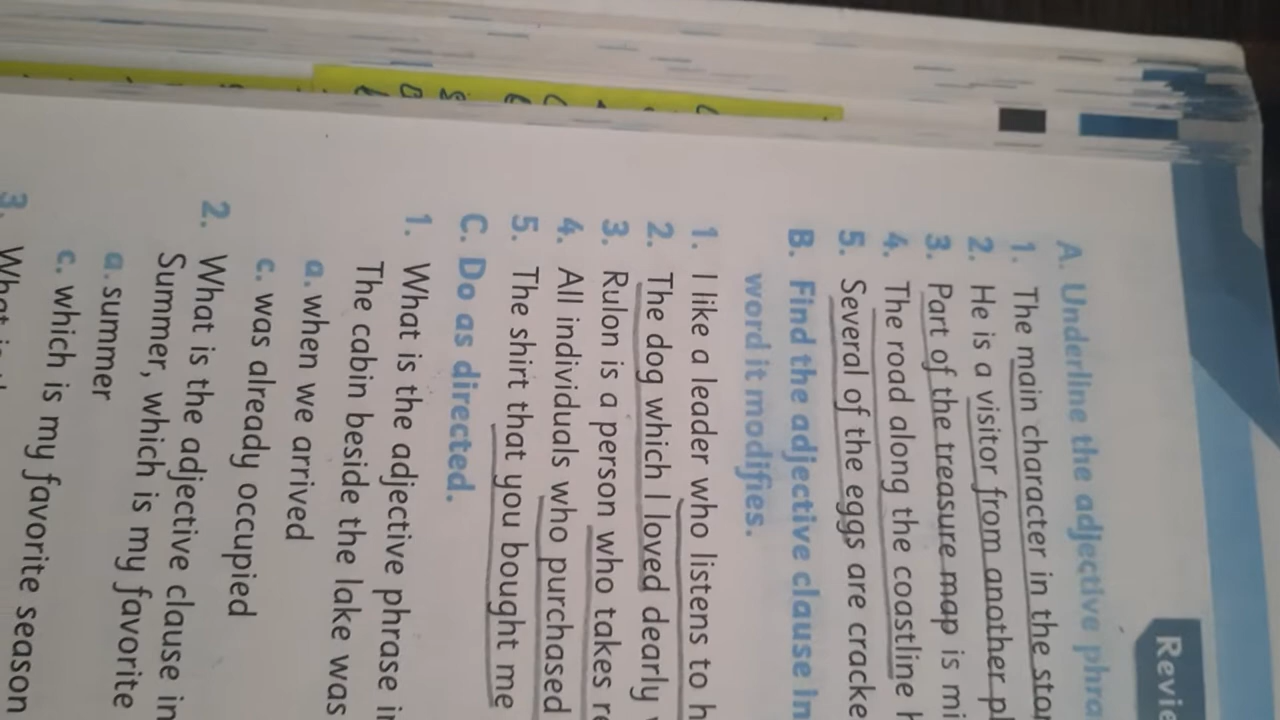 A. Underline the adjective
1. The main character in the
2. He is a visitor from another
3. Part of the treasure map is
4. The road along the coastline
5. Several of the eggs are
B. Find the adjective clause in
word it modifies.
1. I like a leader who listens to
2. The dog which I loved dearly
3. Rulon is a person who takes
4. All individuals who purchased
5. The shirt that you bought me
C. Do as directed.
1. What is the adjective phrase
The cabin beside the lake was
a. when we arrived
c. was already occupied
2. What is the adjective clause in
Summer, which is my favorite
a. summer
c. which is my favorite season
3. What